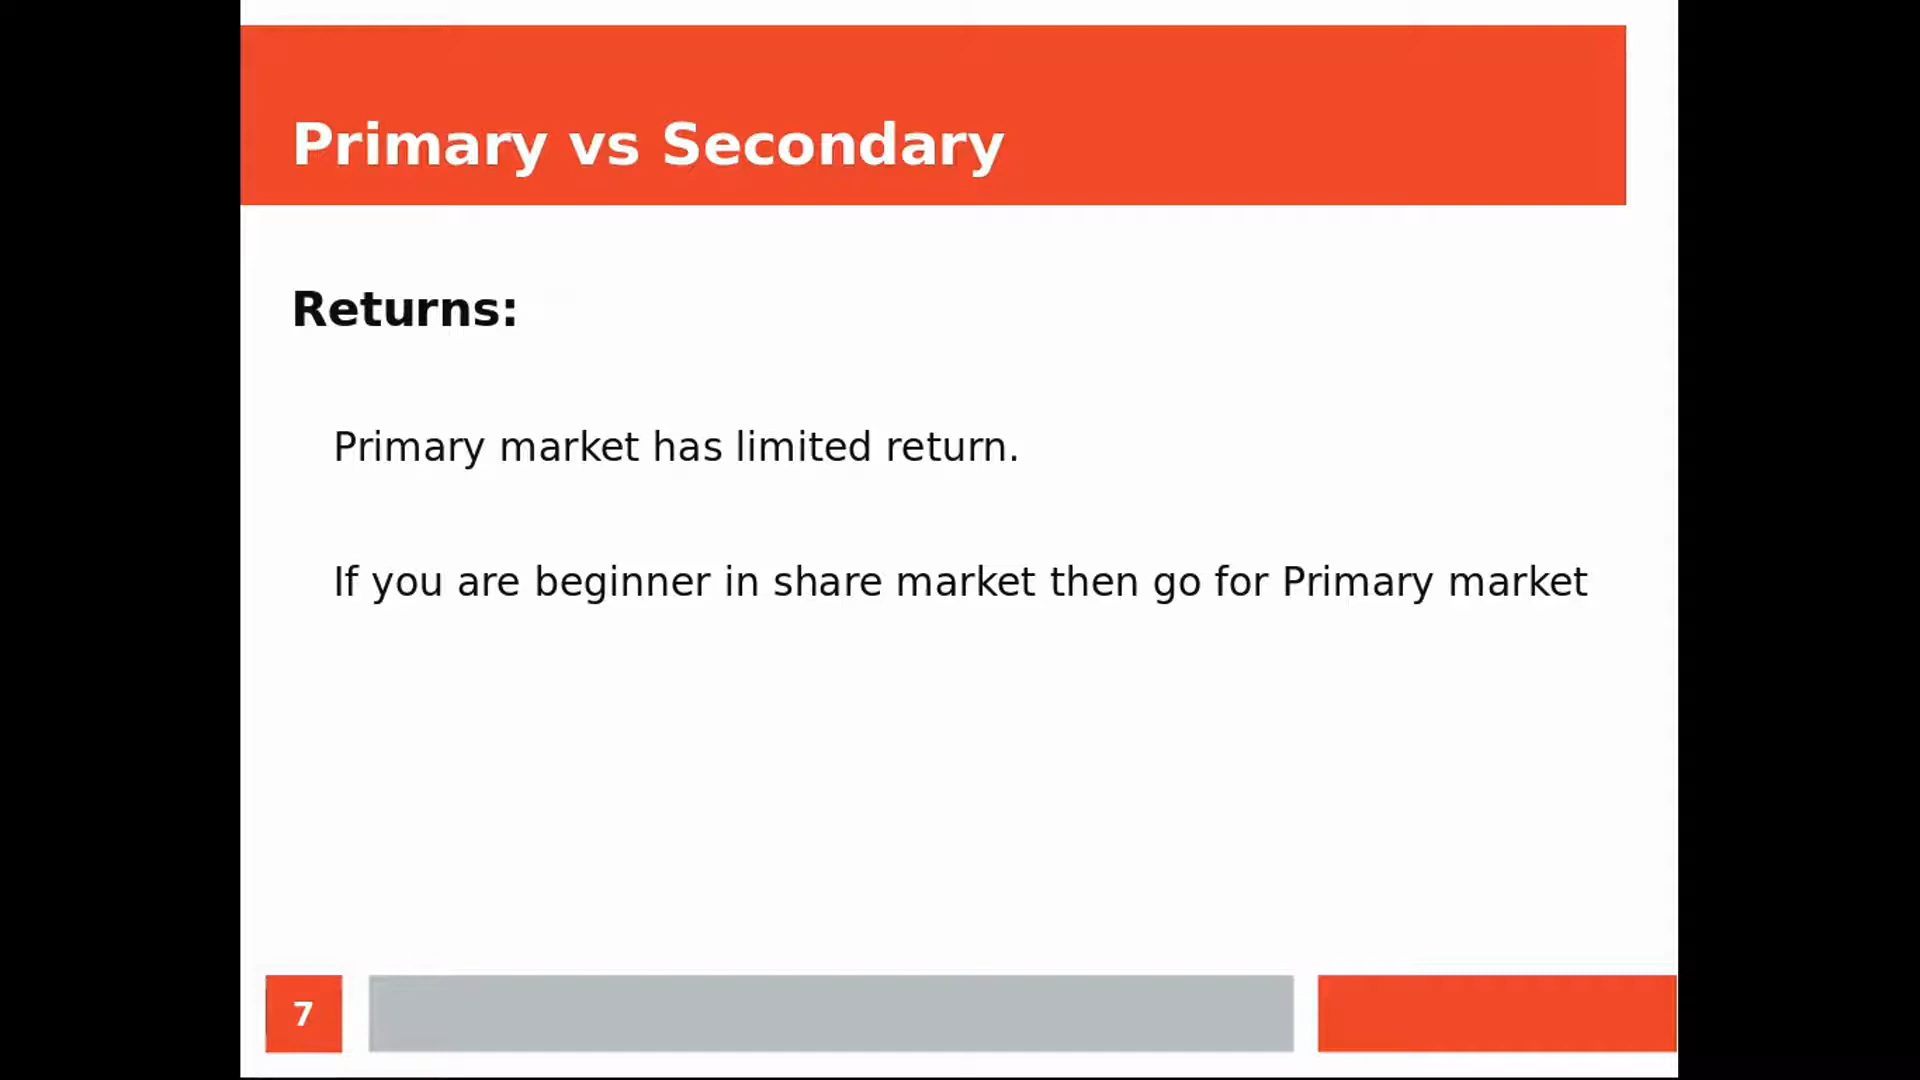 Primary vs Secondary
Returns:
Primary market has limited return.
If you are beginner in share market then go for Primary market
7